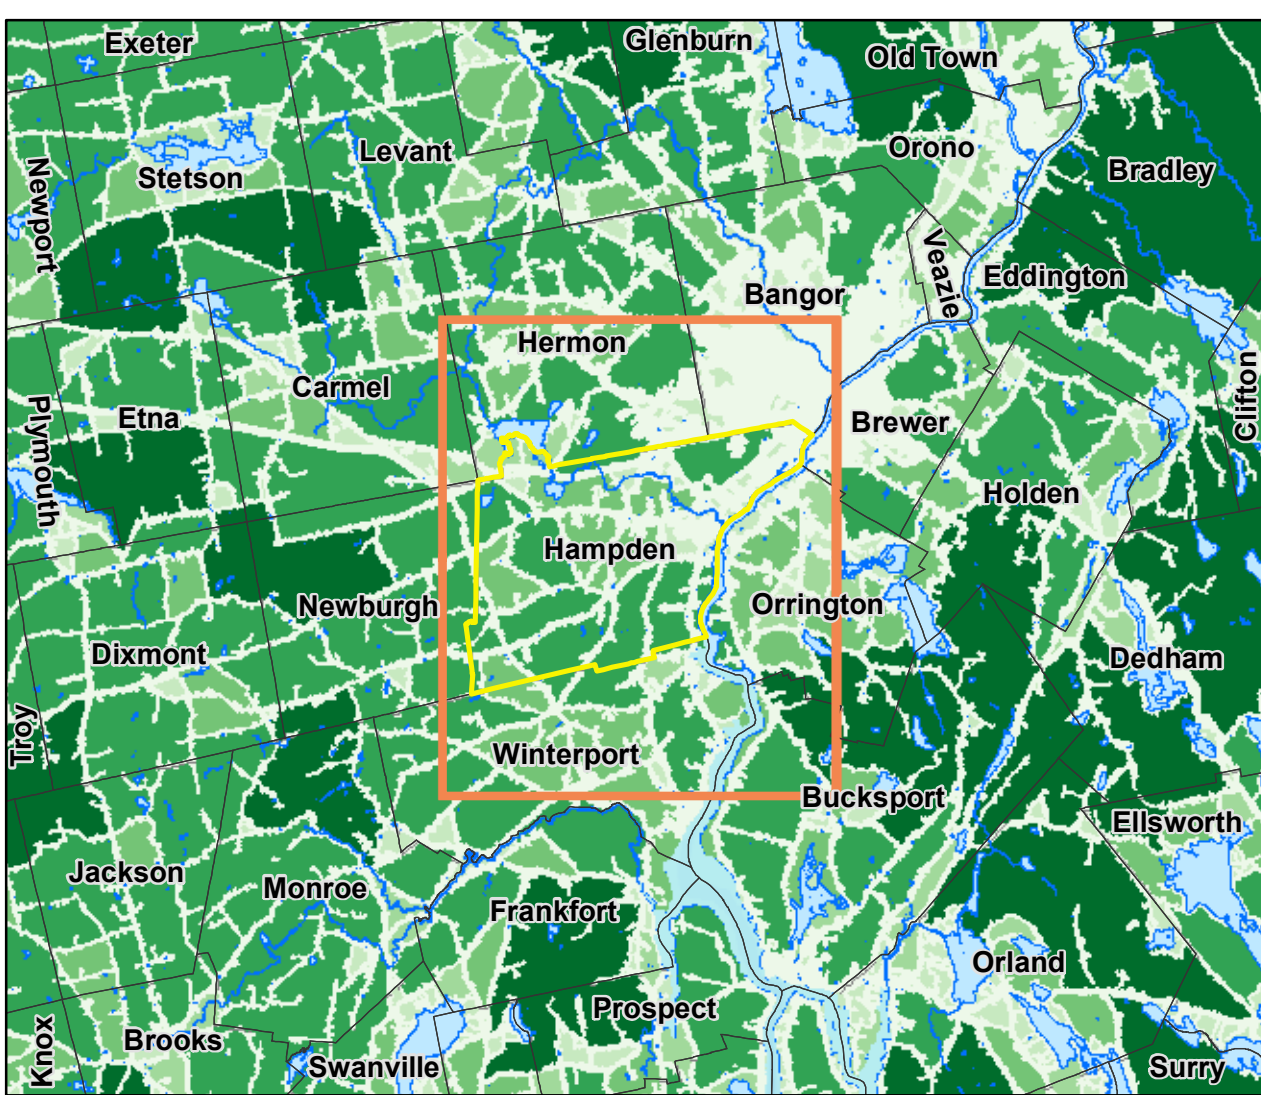 Exeter
Glenburn
Old Town
Levant
Orono
Stetson
Bradley
Newport
Veazie
Eddington
Bangor
Hermon
Carmel
Clifton
Etna
Brewer
Plymouth
Holden
Hampden
Newburgh
Orrington
Dixmont
Dedham
Troy
Winterport
Bucksport
Ellsworth
Jackson
Monroe
Frankfort
Orland
Prospect
Brooks
Knox
Swanville
Surry